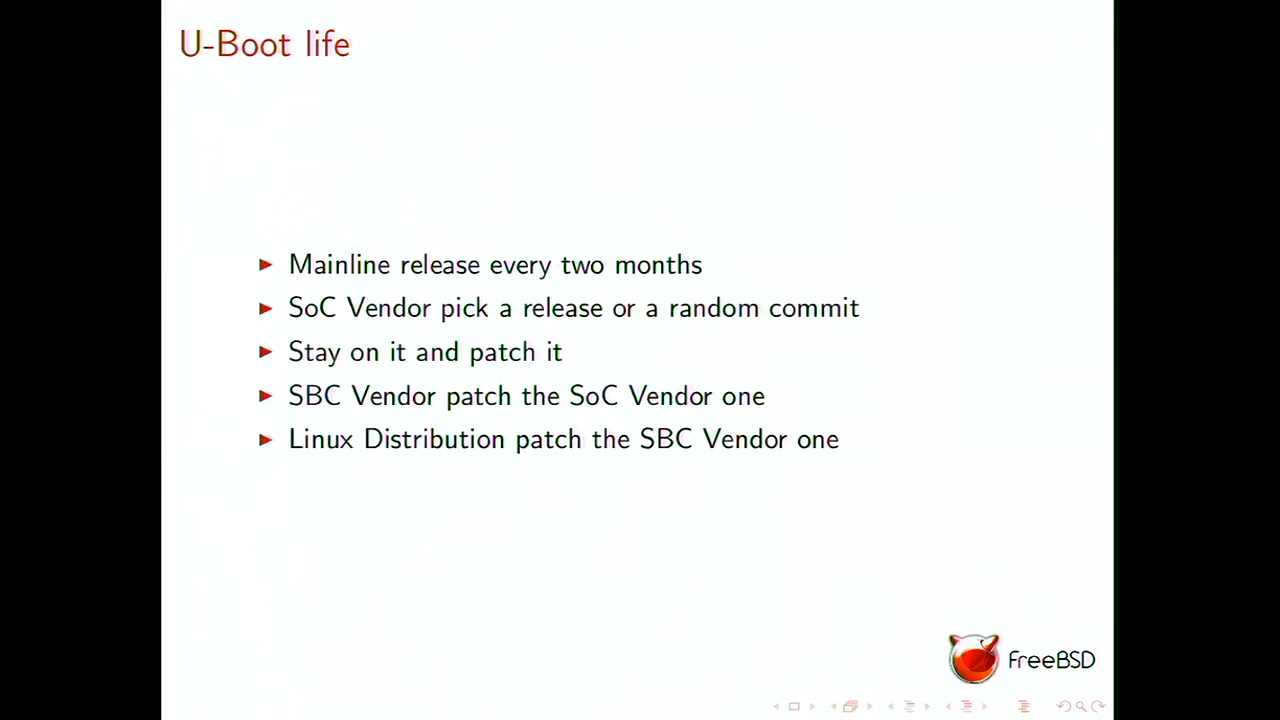 U-Boot life
Mainline release every two months
SoC Vendor pick a release or a random commit
Stay on it and patch it
SBC Vendor patch the SoC Vendor one
Linux Distribution patch the SBC Vendor one
FreeBSD